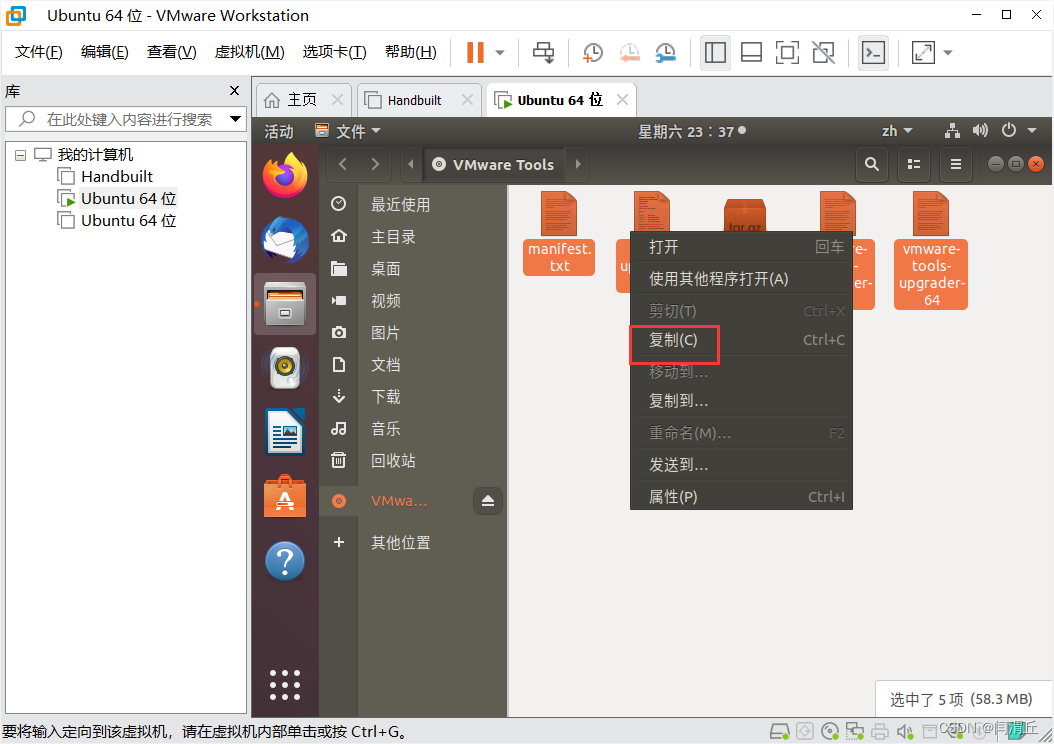 Ubuntu 64 位 - VMware Workstation
文件(F) 编辑(E) 查看(V) 虚拟机(M) 选项卡(T) 帮助(H)
库
在此处键入内容进行搜索
我的计算机
Handbuilt
Ubuntu 64 位
Ubuntu 64 位
主页 Handbuilt Ubuntu 64 位
活动 文件 星期六 23：37 zh
VMware Tools
最近使用
主目录
桌面
视频
图片
文档
下载
音乐
回收站
VMwa…
其他位置
manifest.
txt
tar.gz
vmware-
tools-
upgrader-
64
打开 回车
使用其他程序打开(A)
剪切(T) Ctrl+X
复制(C) Ctrl+C
移动到…
复制到…
重命名(M)… F2
发送到…
属性(P) Ctrl+I
选中了 5 项 (58.3 MB)
要将输入定向到该虚拟机，请在虚拟机内部单击或按 Ctrl+G。